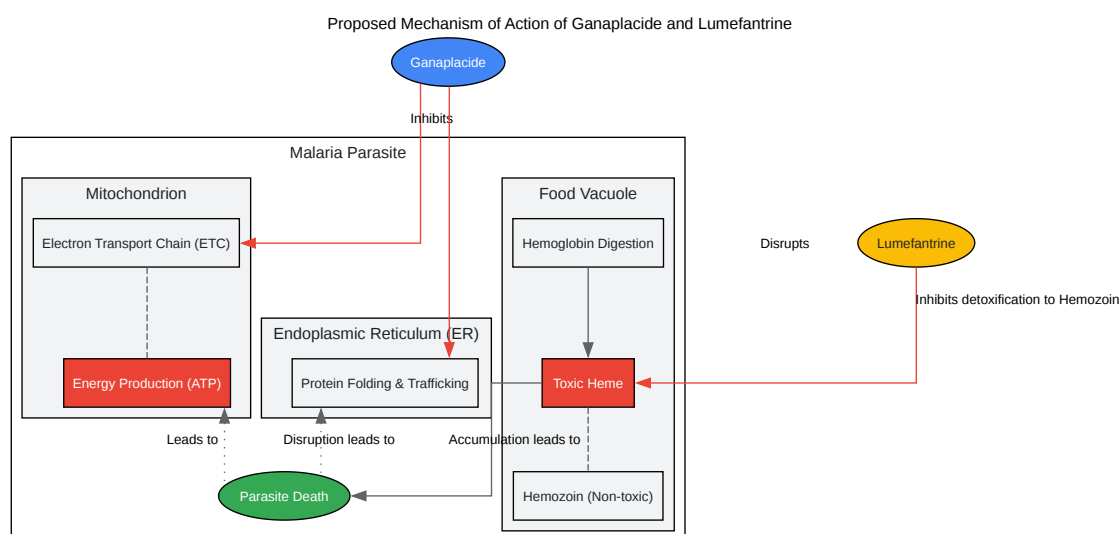 Proposed Mechanism of Action of Ganaplacide and Lumefantrine
Ganaplacide
Inhibits
Malaria Parasite
Mitochondrion
Food Vacuole
Electron Transport Chain (ETC)
Hemoglobin Digestion
Disrupts
Lumefantrine
Inhibits detoxification to Hemozoin
Endoplasmic Reticulum (ER)
Energy Production (ATP)
Protein Folding & Trafficking
Toxic Heme
Leads to
Disruption leads to
Accumulation leads to
Parasite Death
Hemozoin (Non-toxic)